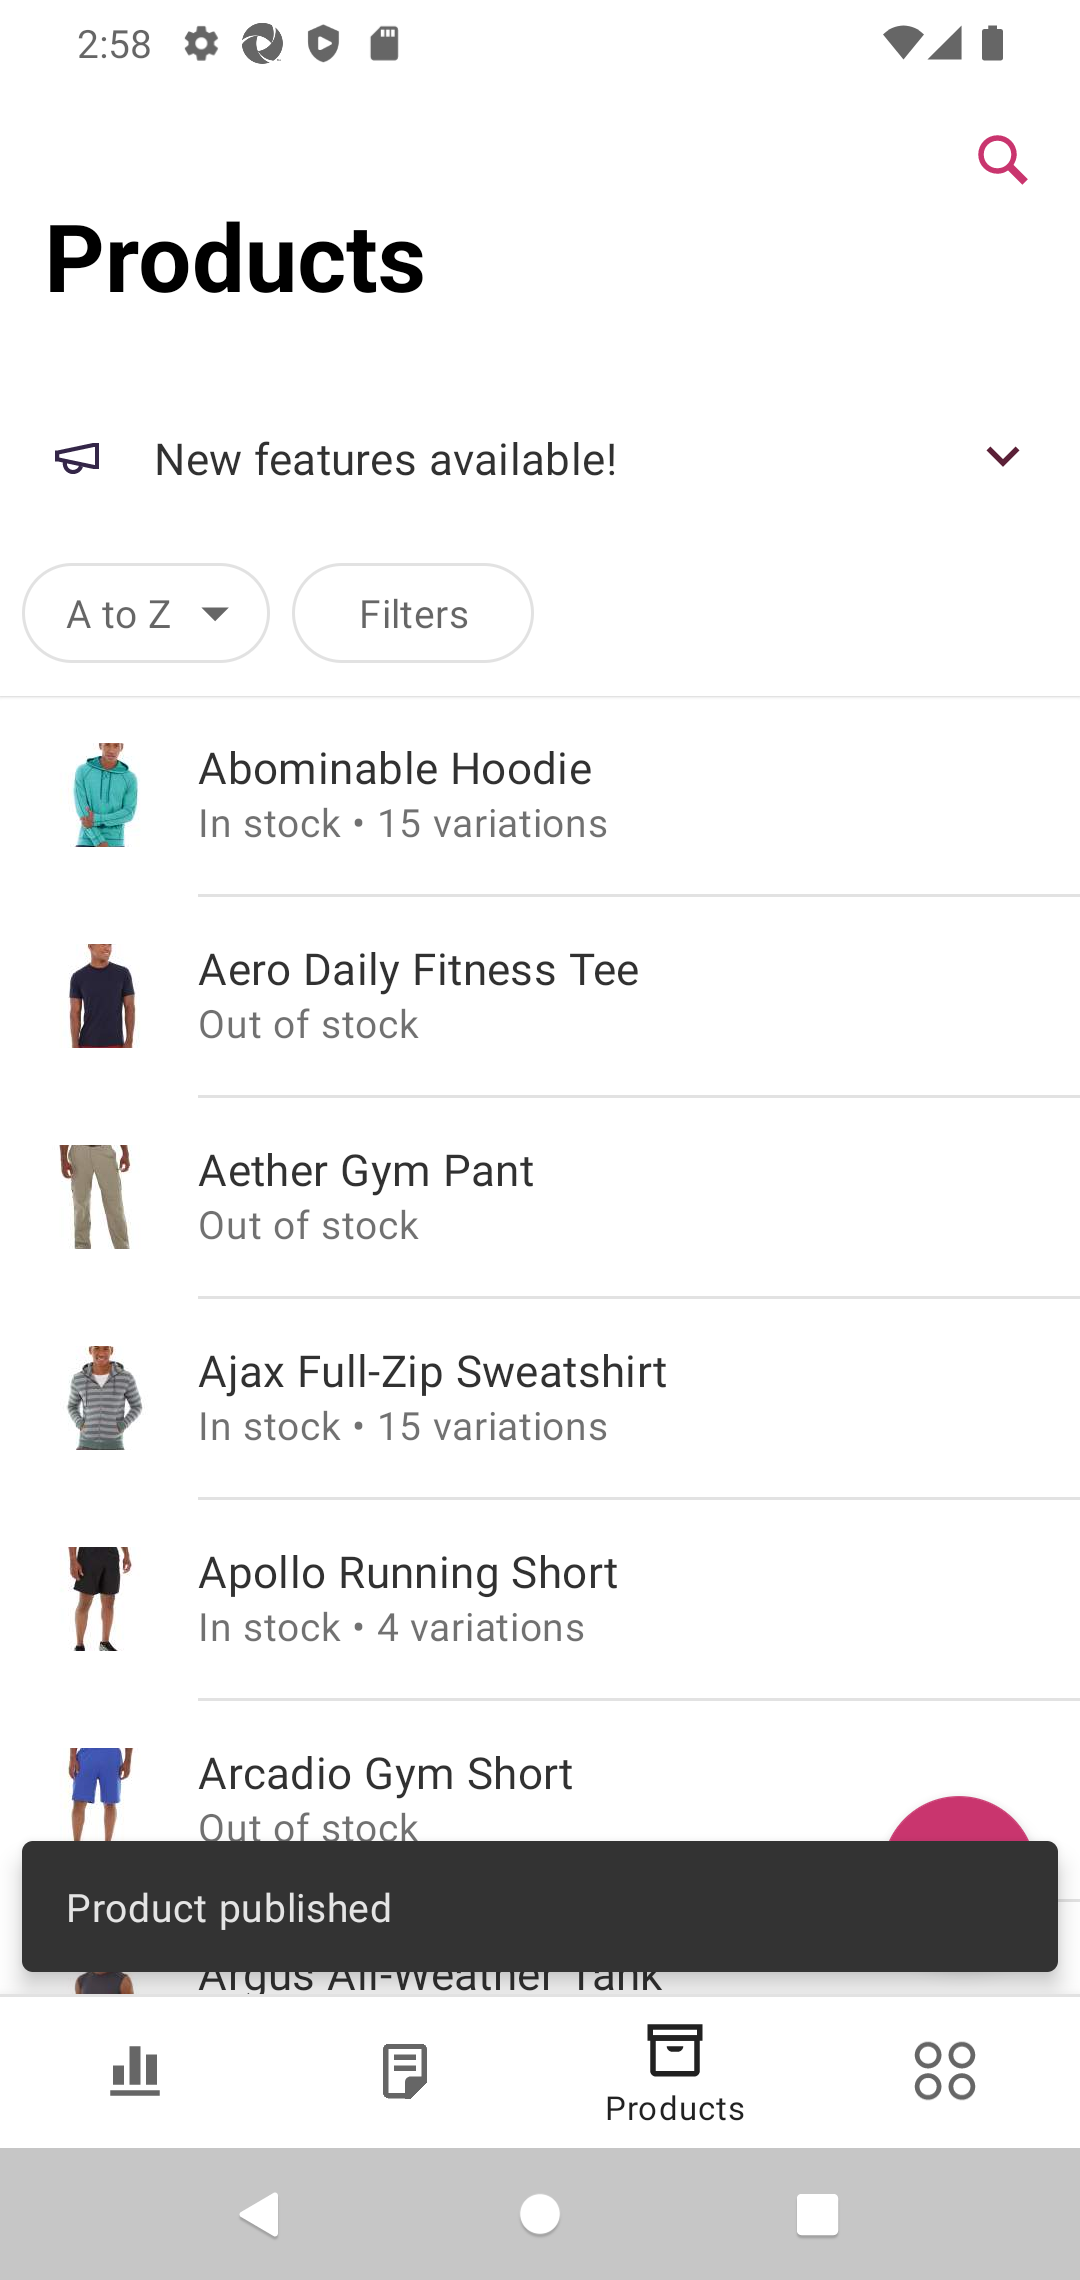 2:58
Products
New features available!
A to Z
Filters
Abominable Hoodie
In stock • 15 variations
Aero Daily Fitness Tee
Out of stock
Aether Gym Pant
Out of stock
Ajax Full-Zip Sweatshirt
In stock • 15 variations
Apollo Running Short
In stock • 4 variations
Arcadio Gym Short
Out of stock
Product published
Argus All-Weather Tank
Products